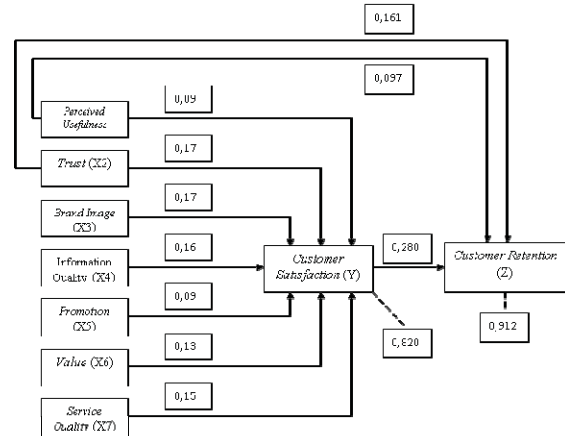 0,161
0,097
0,09
Perceived
Usefulness
0,17
Trust (X2)
0,17
Brand Image
(X3)
0,16
Information
Quality (X4)
0,09
Promotion
(X5)
0,13
Value (X6)
0,15
Service
Quality (X7)
Customer
Satisfaction (Y)
0,280
Customer Retention
(Z)
0,820
0,912